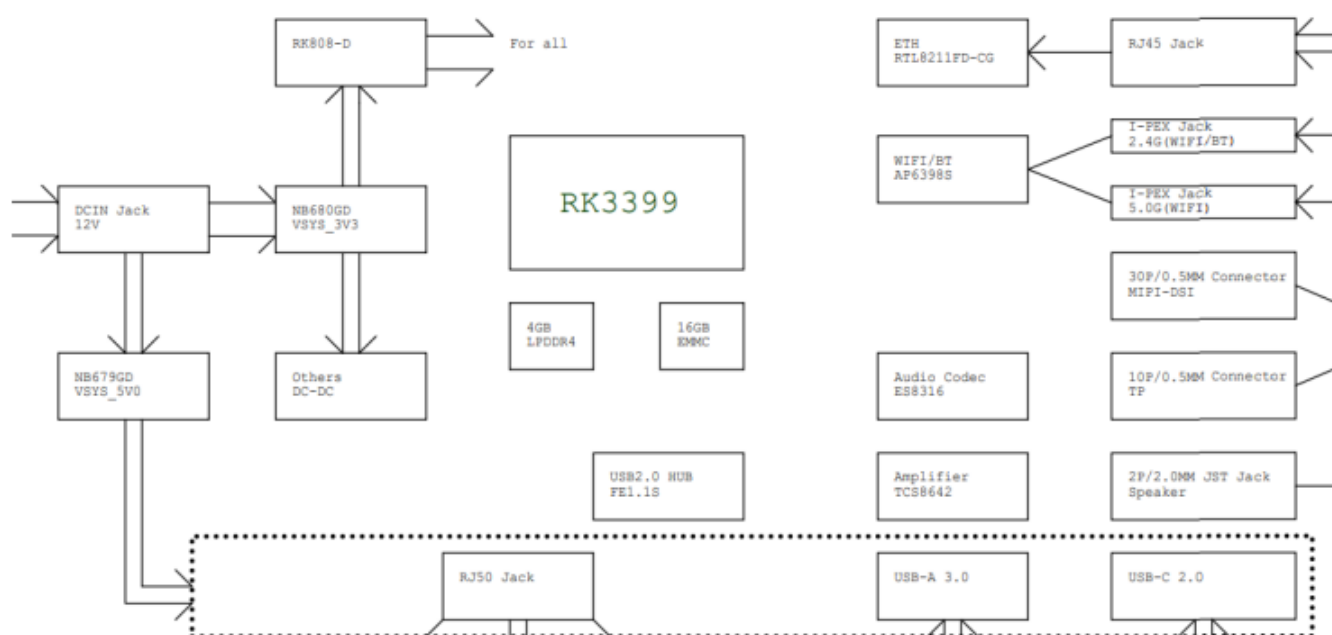 RK808-D
For all
ETH
RTL8211FD-CG
RJ45 Jack
I-PEX Jack
2.4G(WIFI/BT)
WIFI/BT
AP6398S
RK3399
I-PEX Jack
5.0G(WIFI)
DCIN Jack
12V
NB680GD
VSYS_3V3
30P/0.5MM Connector
MIPI-DSI
4GB
LPDDR4
16GB
EMMC
NB679GD
VSYS_5V0
Others
DC-DC
Audio Codec
ES8316
10P/0.5MM Connector
TP
USB2.0 HUB
FE1.1S
Amplifier
TCS8642
2P/2.0MM JST Jack
Speaker
RJ50 Jack
USB-A 3.0
USB-C 2.0